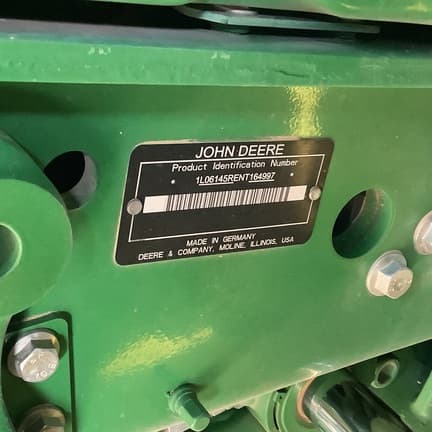 JOHN DEERE
Product Identification Number
1L06145RENT164997
MADE IN GERMANY
DEERE & COMPANY, MOLINE, ILLINOIS, USA